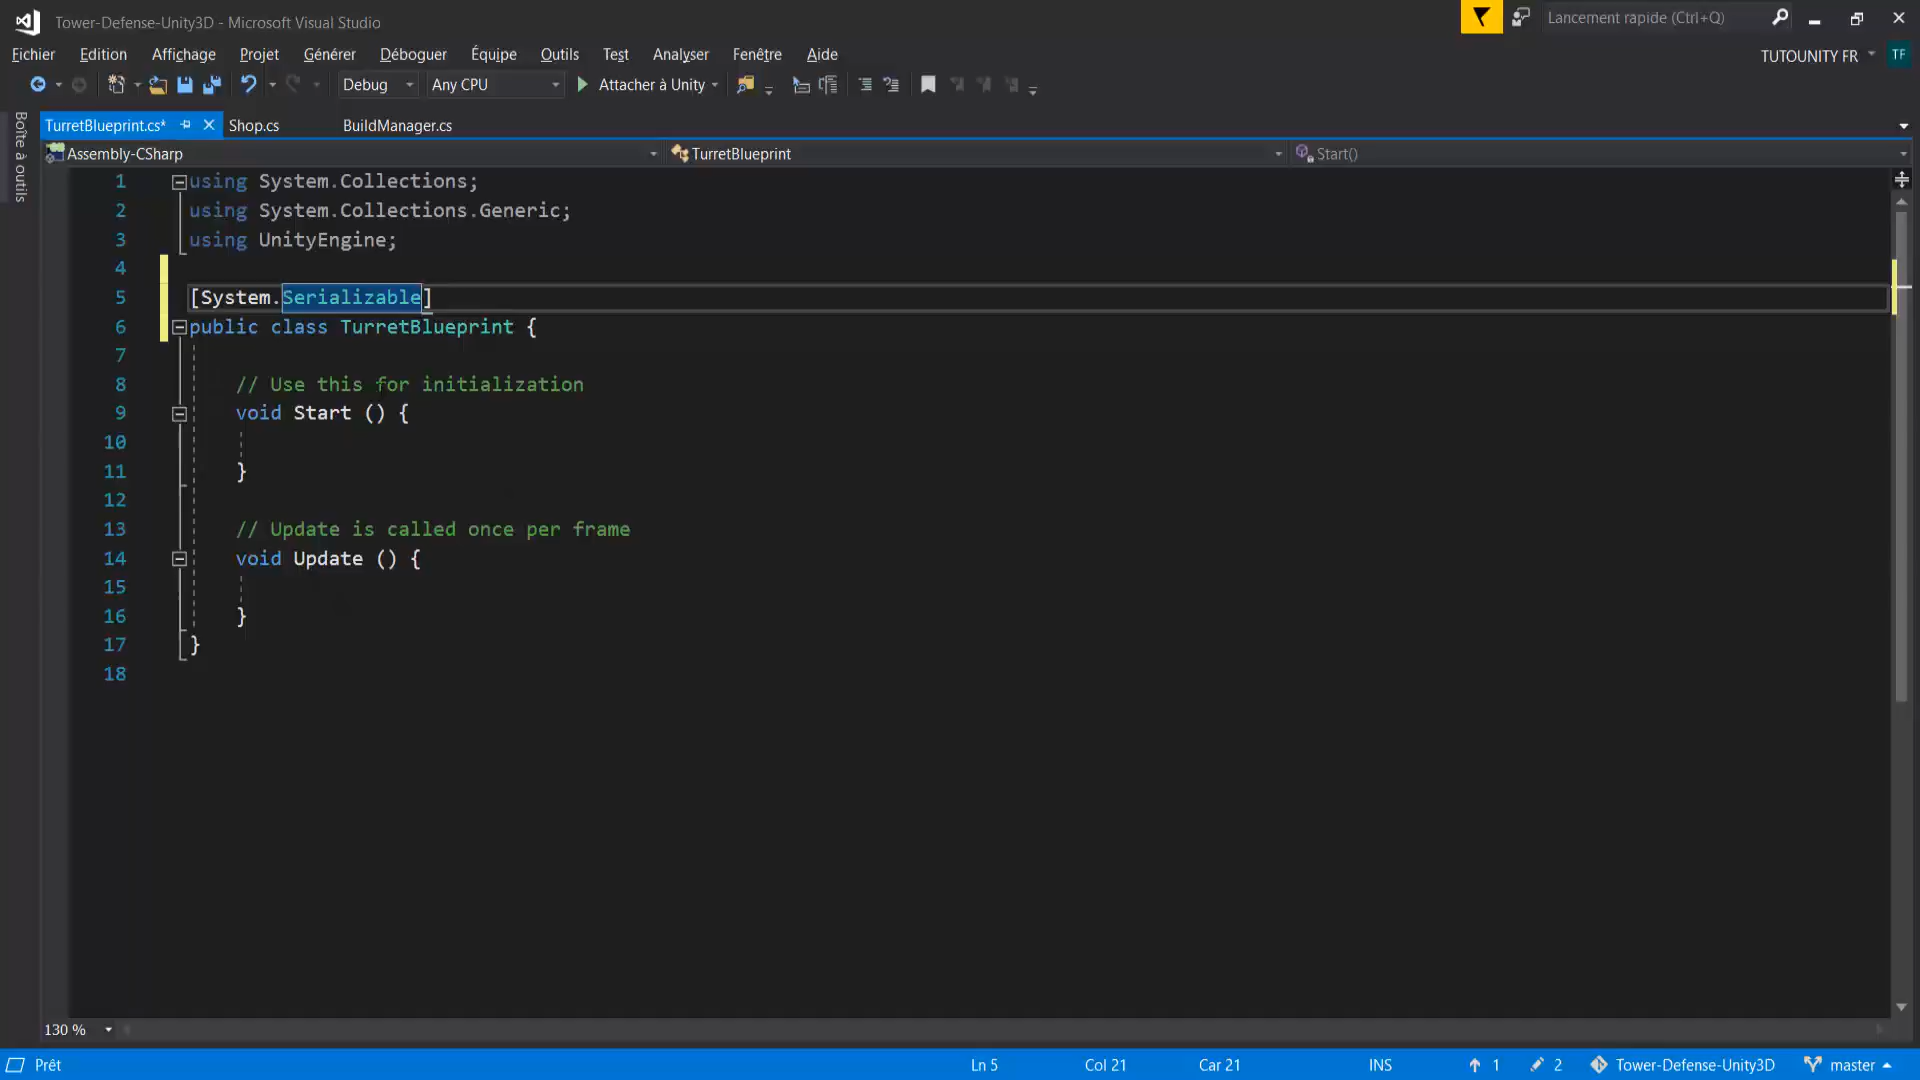 Tower-Defense-Unity3D - Microsoft Visual Studio
Lancement rapide (Ctrl+Q)
Fichier Edition Affichage Projet Générer Déboguer Équipe Outils Test Analyser Fenêtre Aide
TUTOUNITY FR TF
Debug Any CPU Attacher à Unity
Boîte à outils
TurretBlueprint.cs* Shop.cs BuildManager.cs
Assembly-CSharp TurretBlueprint Start()
1 using System.Collections;
2 using System.Collections.Generic;
3 using UnityEngine;
4
5 [System.Serializable]
6 public class TurretBlueprint {
7
8 // Use this for initialization
9 void Start () {
10
11 }
12
13 // Update is called once per frame
14 void Update () {
15
16 }
17 }
18
130 %
Prêt Ln 5 Col 21 Car 21 INS 1 2 Tower-Defense-Unity3D master